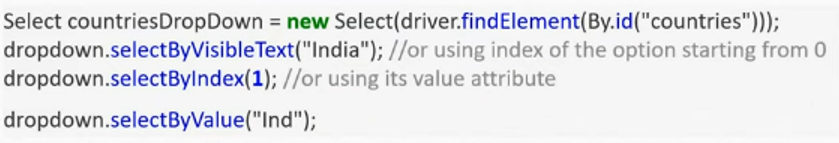 Select countriesDropDown = new Select(driver.findElement(By.id("countries")));
dropdown.selectByVisibleText("India"); //or using index of the option starting from 0
dropdown.selectByIndex(1); //or using its value attribute
dropdown.selectByValue("Ind");